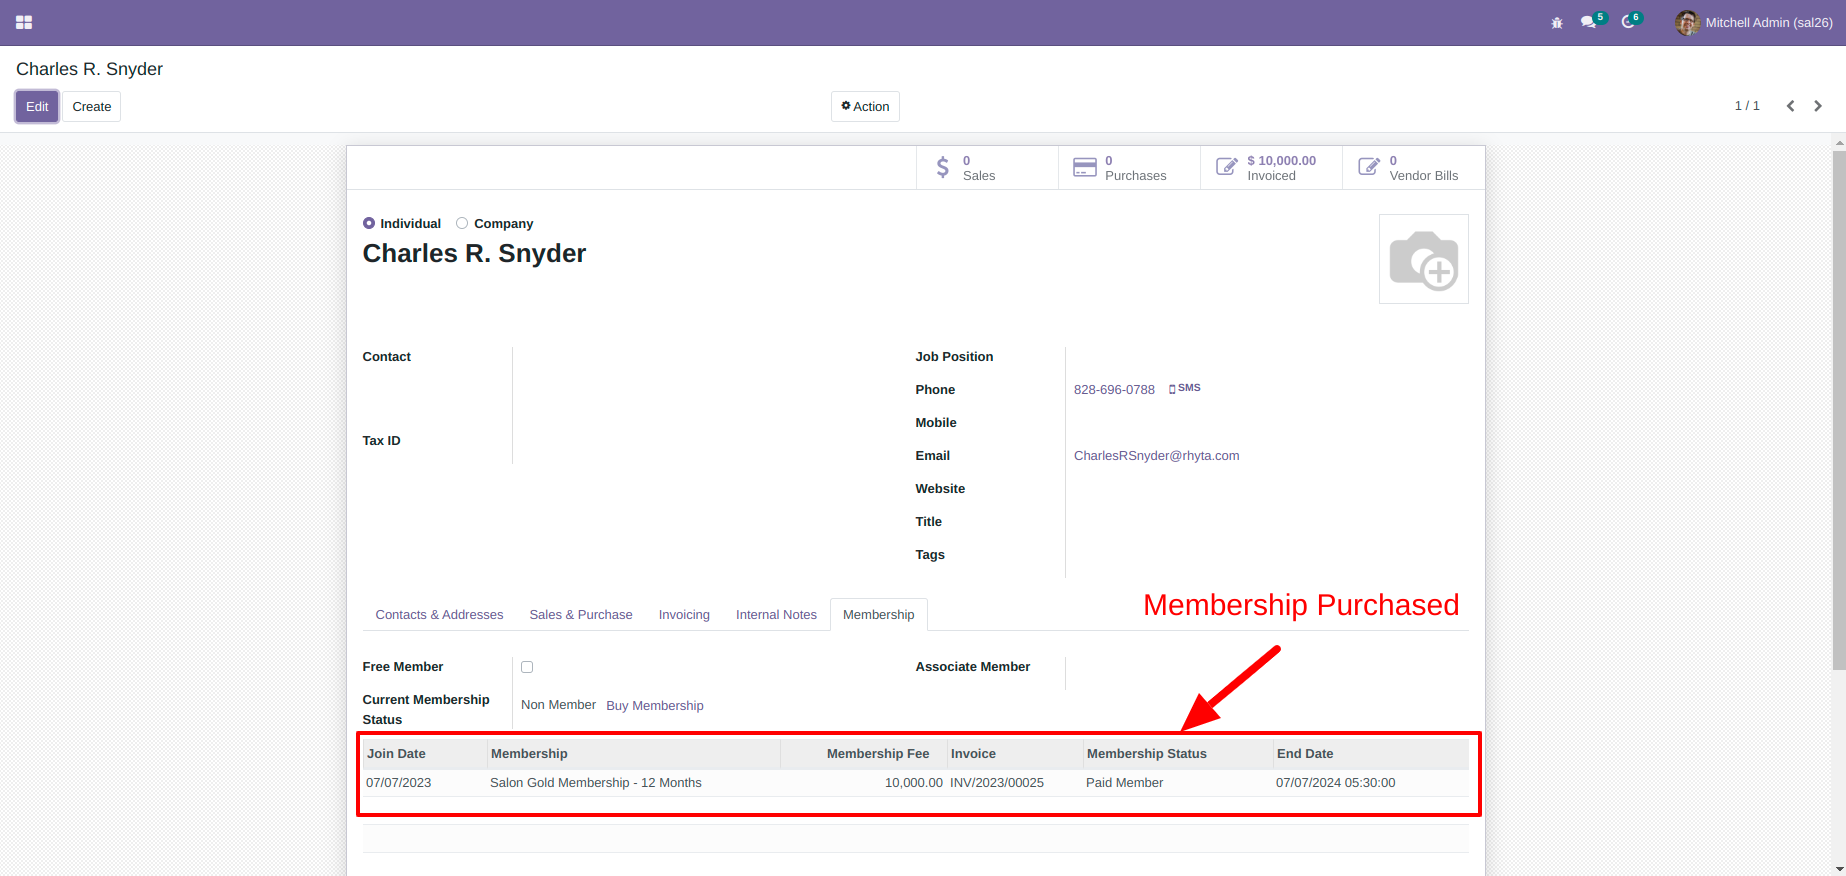 5 6 Mitchell Admin (sal26)
Charles R. Snyder
Edit Create Action 1 / 1
0 Sales
0 Purchases
$ 10,000.00 Invoiced
0 Vendor Bills
Individual Company
Charles R. Snyder
Contact
Tax ID
Job Position
Phone 828-696-0788 SMS
Mobile
Email CharlesRSnyder@rhyta.com
Website
Title
Tags
Membership Purchased
Contacts & Addresses Sales & Purchase Invoicing Internal Notes Membership
Free Member Associate Member
Current Membership Status Non Member Buy Membership
Join Date Membership Membership Fee Invoice Membership Status End Date
07/07/2023 Salon Gold Membership - 12 Months 10,000.00 INV/2023/00025 Paid Member 07/07/2024 05:30:00